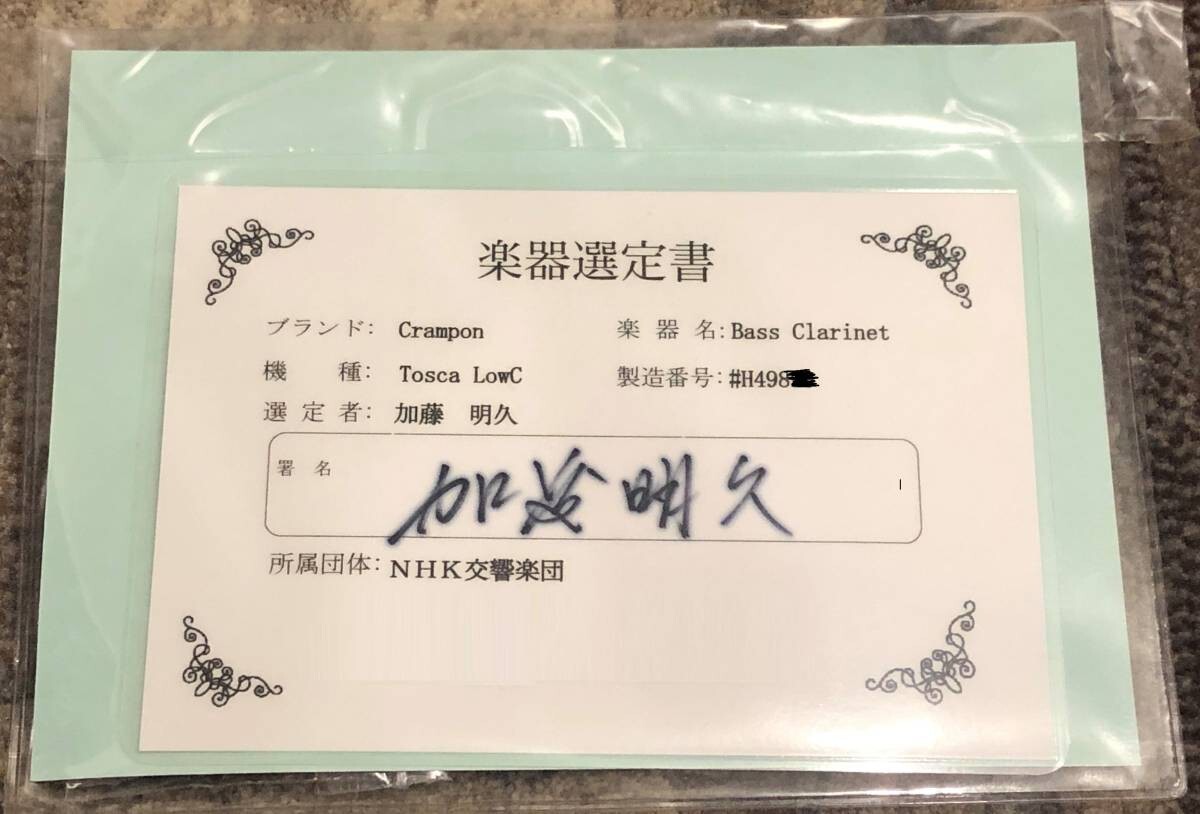 楽器選定書
ブランド: Crampon 楽 器 名:Bass Clarinet
機 種: Tosca LowC 製造番号:#H498
選 定 者: 加藤 明久
署 名
加藤明久
所属団体:NHK交響楽団